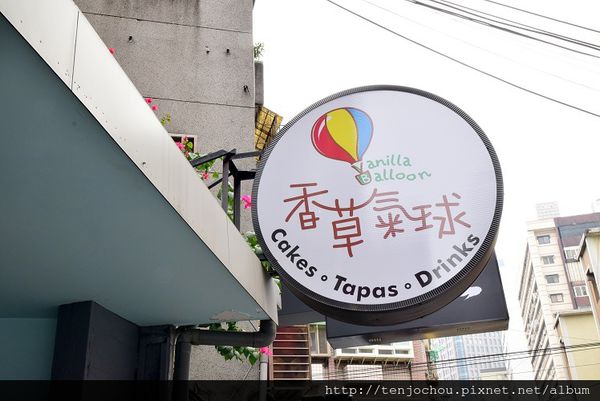 Vanilla
Balloon
香草氣球
Cakes。Tapas。Drinks
http://tenjochou.pixnet.net/album